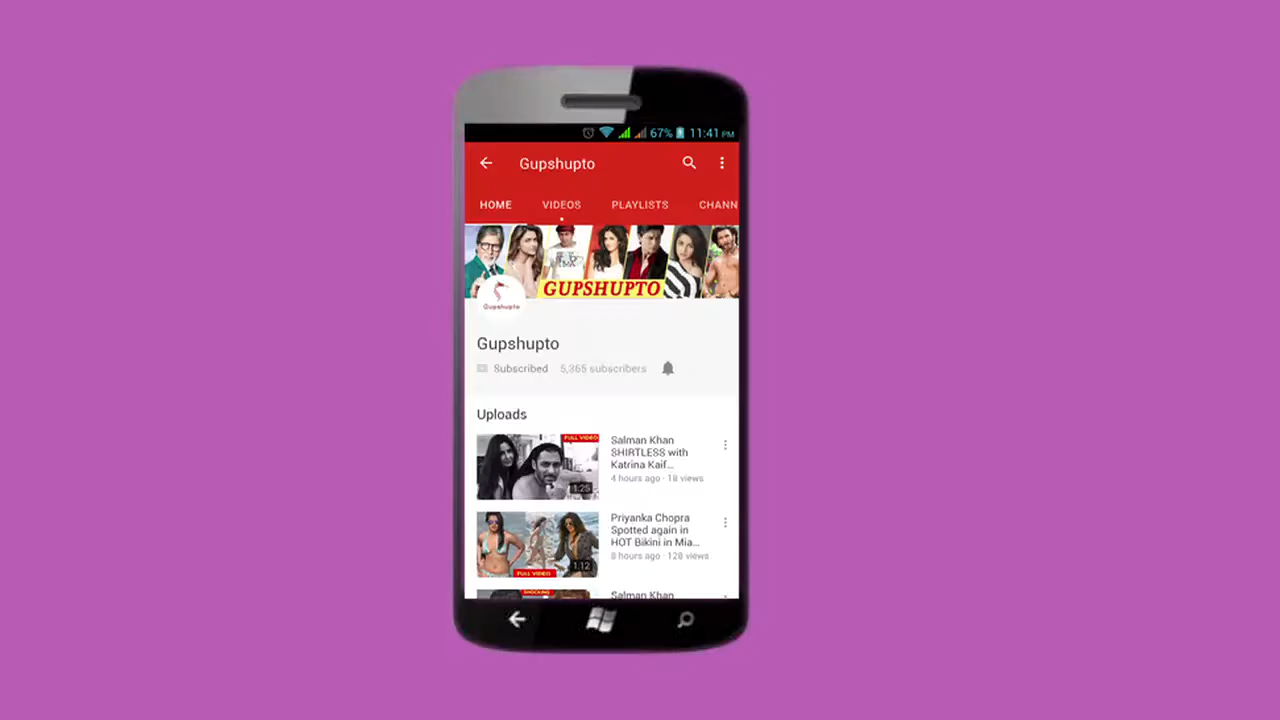 67% 11:41 PM
Gupshupto
HOME VIDEOS PLAYLISTS CHANN
GUPSHUPTO
Gupshupto
Gupshupto
Subscribed 5,365 subscribers
Uploads
FULL VIDEO
1:25
Salman Khan
SHIRTLESS with
Katrina Kaif...
4 hours ago · 18 views
FULL VIDEO
1:12
Priyanka Chopra
Spotted again in
HOT Bikini in Mia...
8 hours ago · 128 views
SHOCKING
Salman Khan